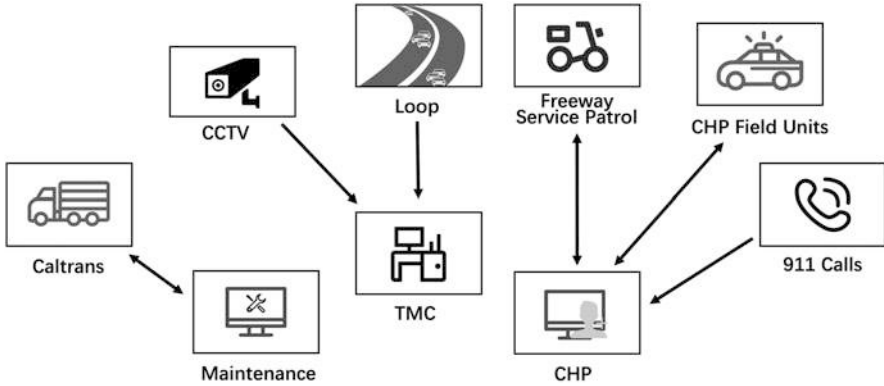 Loop
Freeway
Service Patrol
CHP Field Units
CCTV
Caltrans
911 Calls
TMC
Maintenance
CHP